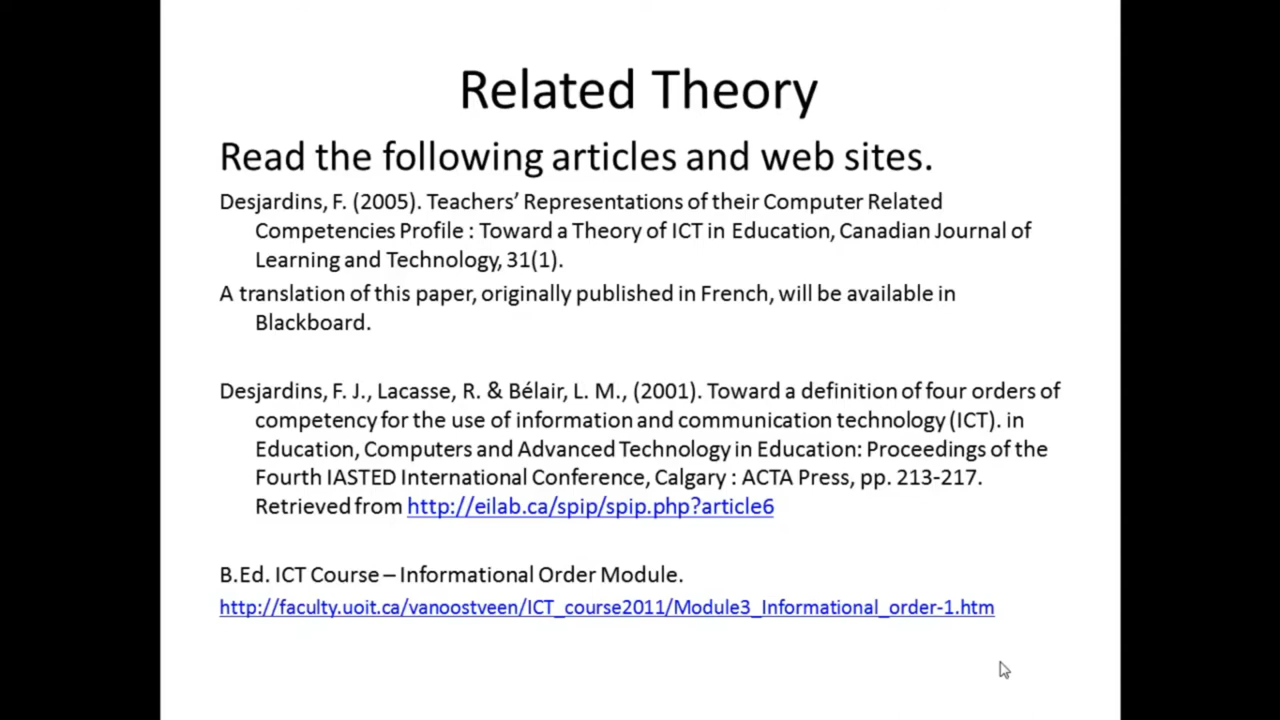 Related Theory
Read the following articles and web sites.
Desjardins, F. (2005). Teachers’ Representations of their Computer Related
Competencies Profile : Toward a Theory of ICT in Education, Canadian Journal of
Learning and Technology, 31(1).
A translation of this paper, originally published in French, will be available in
Blackboard.
Desjardins, F. J., Lacasse, R. & Bélair, L. M., (2001). Toward a definition of four orders of
competency for the use of information and communication technology (ICT). in
Education, Computers and Advanced Technology in Education: Proceedings of the
Fourth IASTED International Conference, Calgary : ACTA Press, pp. 213-217.
Retrieved from http://eilab.ca/spip/spip.php?article6
B.Ed. ICT Course – Informational Order Module.
http://faculty.uoit.ca/vanoostveen/ICT_course2011/Module3_Informational_order-1.htm